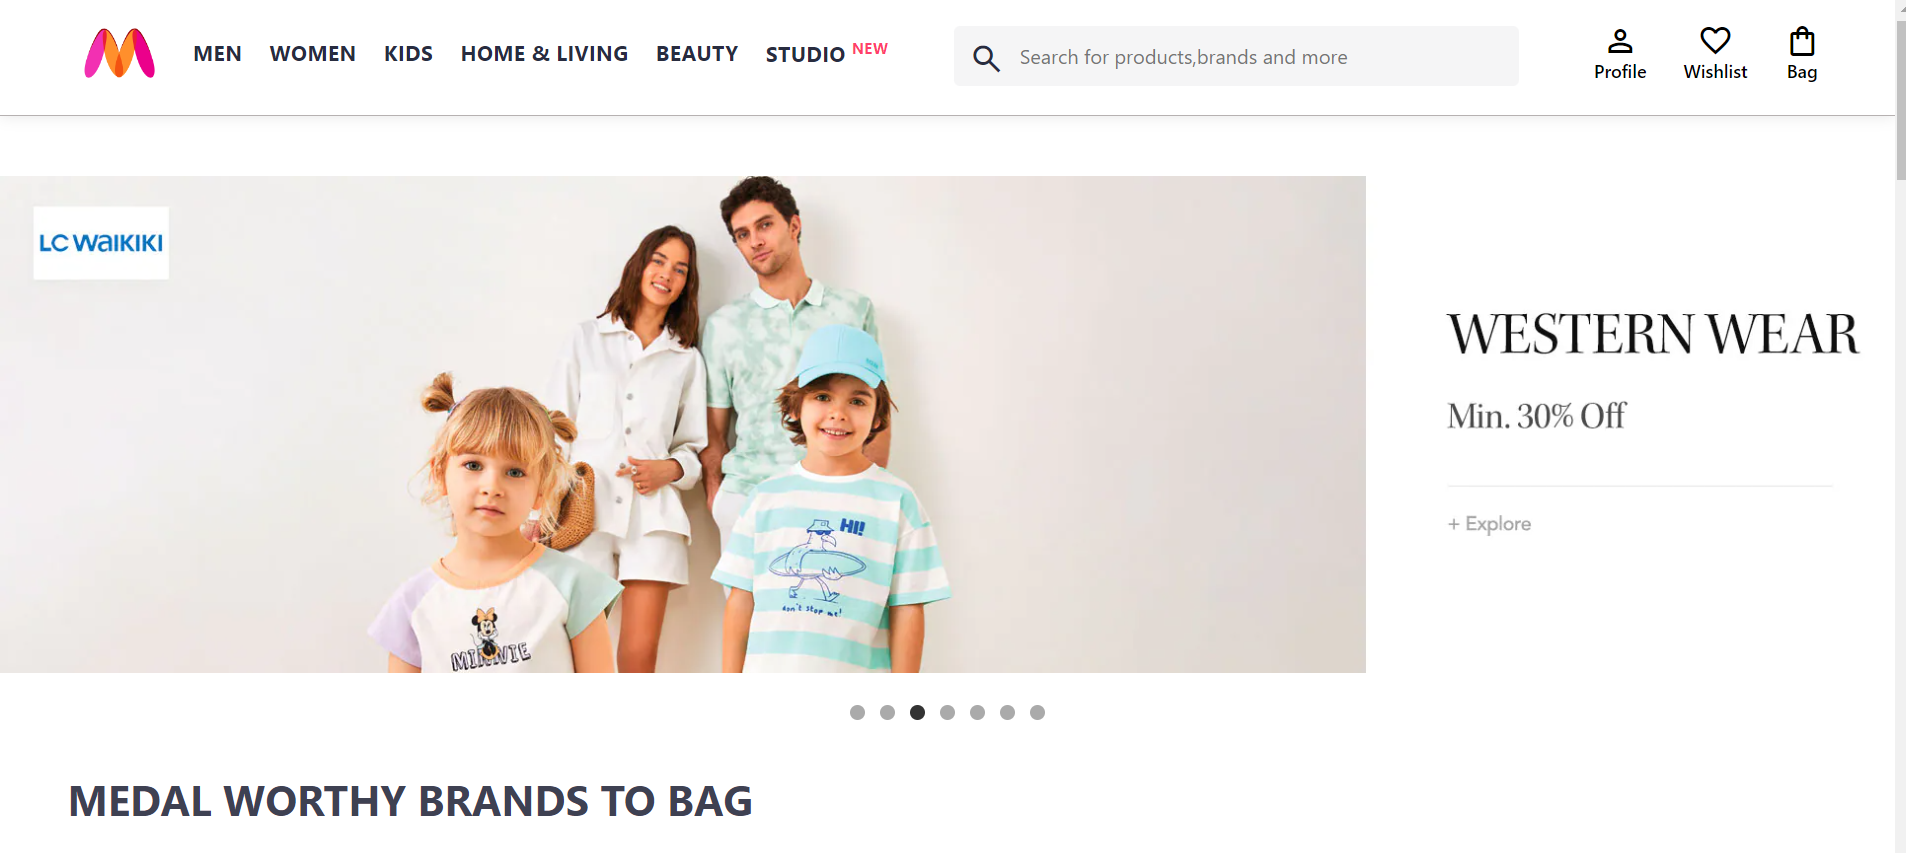 MEN WOMEN KIDS HOME & LIVING BEAUTY STUDIO NEW
Search for products,brands and more
Profile Wishlist Bag
LC WAIKIKI
WESTERN WEAR
Min. 30% Off
+ Explore
HI!
don't stop me!
MINNIE
MEDAL WORTHY BRANDS TO BAG